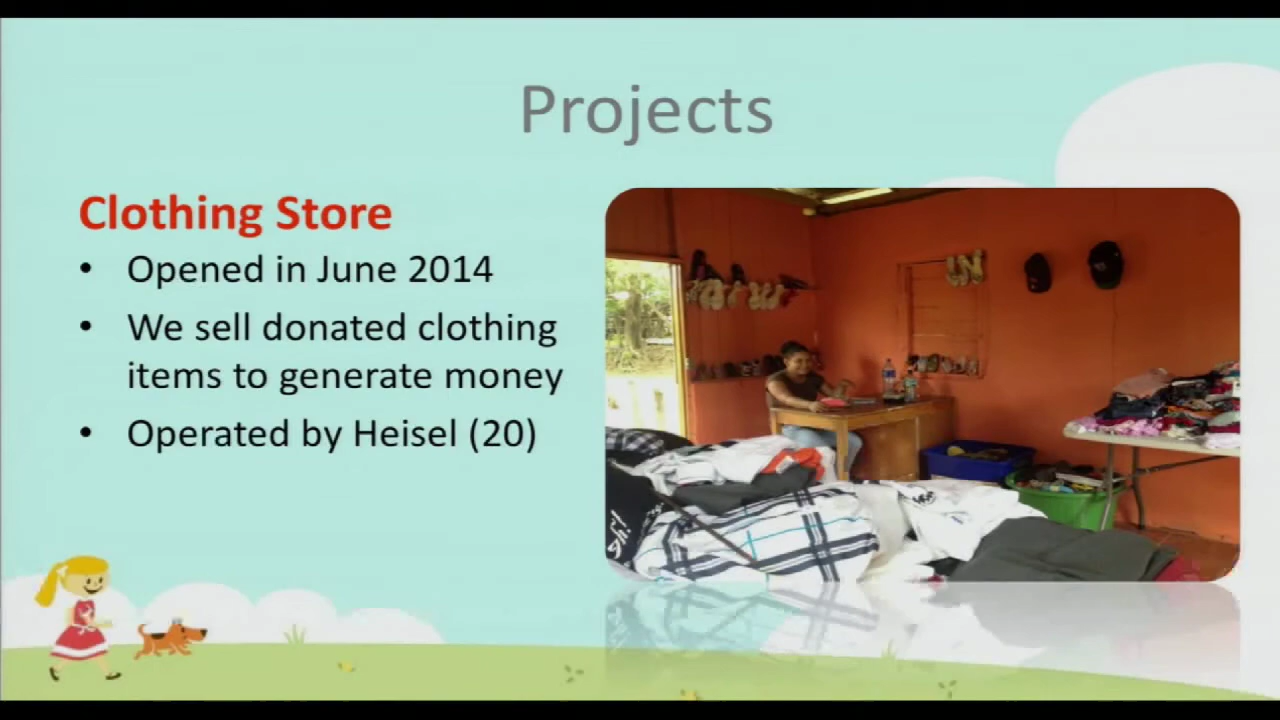 Projects
Clothing Store
• Opened in June 2014
• We sell donated clothing
items to generate money
• Operated by Heisel (20)